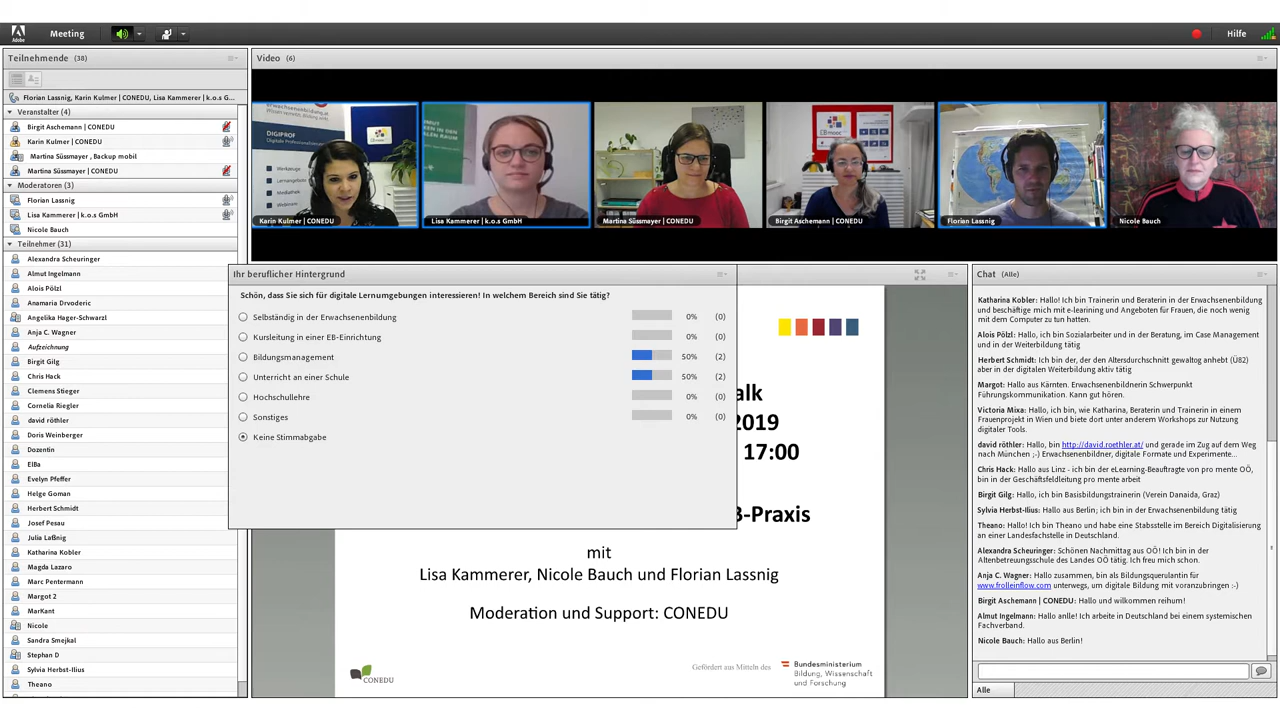 Adobe
Meeting
Hilfe
Teilnehmende (38)
Florian Lassnig, Karin Kulmer | CONEDU, Lisa Kammerer | k.o.s G...
Veranstalter (4)
Birgit Aschemann | CONEDU
Karin Kulmer | CONEDU
Martina Süssmayer , Backup mobil
Martina Süssmayer | CONEDU
Moderatoren (3)
Florian Lassnig
Lisa Kammerer | k.o.s GmbH
Nicole Bauch
Teilnehmer (31)
Alexandra Scheuringer
Almut Ingelmann
Alois Pölzl
Anamaria Drvoderic
Angelika Hager-Schwarzl
Anja C. Wagner
Aufzeichnung
Birgit Gilg
Chris Hack
Clemens Stieger
Cornelia Riegler
david röthler
Doris Weinberger
Dozentin
ElBa
Evelyn Pfeffer
Helge Goman
Herbert Schmidt
Josef Pesau
Julia Laßnig
Katharina Kobler
Magda Lazaro
Marc Pentermann
Margot 2
MarKant
Nicole
Sandra Smejkal
Stephan D
Sylvia Herbst-Ilius
Theano
Video (6)
DIGIPROF
Karin Kulmer | CONEDU
Lisa Kammerer | k.o.s GmbH
Martina Süssmayer | CONEDU
EBmooc
Birgit Aschemann | CONEDU
Florian Lassnig
Nicole Bauch
Ihr beruflicher Hintergrund
Schön, dass Sie sich für digitale Lernumgebungen interessieren! In welchem Bereich sind Sie tätig?
Selbständig in der Erwachsenenbildung 0% (0)
Kursleitung in einer EB-Einrichtung 0% (0)
Bildungsmanagement 50% (2)
Unterricht an einer Schule 50% (2)
Hochschullehre 0% (0)
Sonstiges 0% (0)
Keine Stimmabgabe
alk
2019
17:00
B-Praxis
mit
Lisa Kammerer, Nicole Bauch und Florian Lassnig
Moderation und Support: CONEDU
CONEDU
Gefördert aus Mitteln des
Bundesministerium
Bildung, Wissenschaft
und Forschung
Chat (Alle)
Katharina Kobler: Hallo! Ich bin Trainerin und Beraterin in der Erwachsenenbildung
und beschäftige mich mit e-learning und Angeboten für Frauen, die noch wenig
mit dem Computer zu tun hatten.
Alois Pölzl: Hallo, ich bin Sozialarbeiter und in der Beratung, im Case Management
und in der Weiterbildung tätig
Herbert Schmidt: Ich bin der, der den Altersdurchschnitt gewaltog anhebt (Ü82)
aber in der digitalen Weiterbildung aktiv tätig
Margot: Hallo aus Kärnten. ErwachsenenBildnerin Schwerpunkt
Führungskommunikation. Kann gut hören.
Victoria Mixa: Hallo, ich bin, wie Katharina, Beraterin und Trainerin in einem
Frauenprojekt in Wien und biete dort unter anderem Workshops zur Nutzung
digitaler Tools.
david röthler: Hallo, bin http://david.roethler.at/ und gerade im Zug auf dem Weg
nach München ;-) Erwachsenenbildner, digitale Formate und Experimente...
Chris Hack: Hallo aus Linz - ich bin der eLearning-Beauftragte von pro mente OÖ,
bin in der Geschäftsfeldleitung pro mente arbeit
Birgit Gilg: Hallo, ich bin Basisbildungstrainerin (Verein Danaida, Graz)
Sylvia Herbst-Ilius: Hallo aus Berlin; ich bin in der Erwachsenenbildung tätig
Theano: Hallo! Ich bin Theano und habe eine Stabsstelle im Bereich Digitalisierung
an einer Landesfachstelle in Deutschland.
Alexandra Scheuringer: Schönen Nachmittag aus OÖ! Ich bin in der
Altenbetreuungsschule des Landes OÖ tätig. Ich freu mich schon.
Anja C. Wagner: Hallo zusammen, bin als Bildungsquerulantin für
www.frolleinflow.com unterwegs, um digitale Bildung mit voranzubringen :-)
Birgit Aschemann | CONEDU: Hallo und wilkommen reihum!
Almut Ingelmann: Hallo anlle! Ich arbeite in Deutschland bei einem systemischen
Fachverband.
Nicole Bauch: Hallo aus Berlin!
Alle